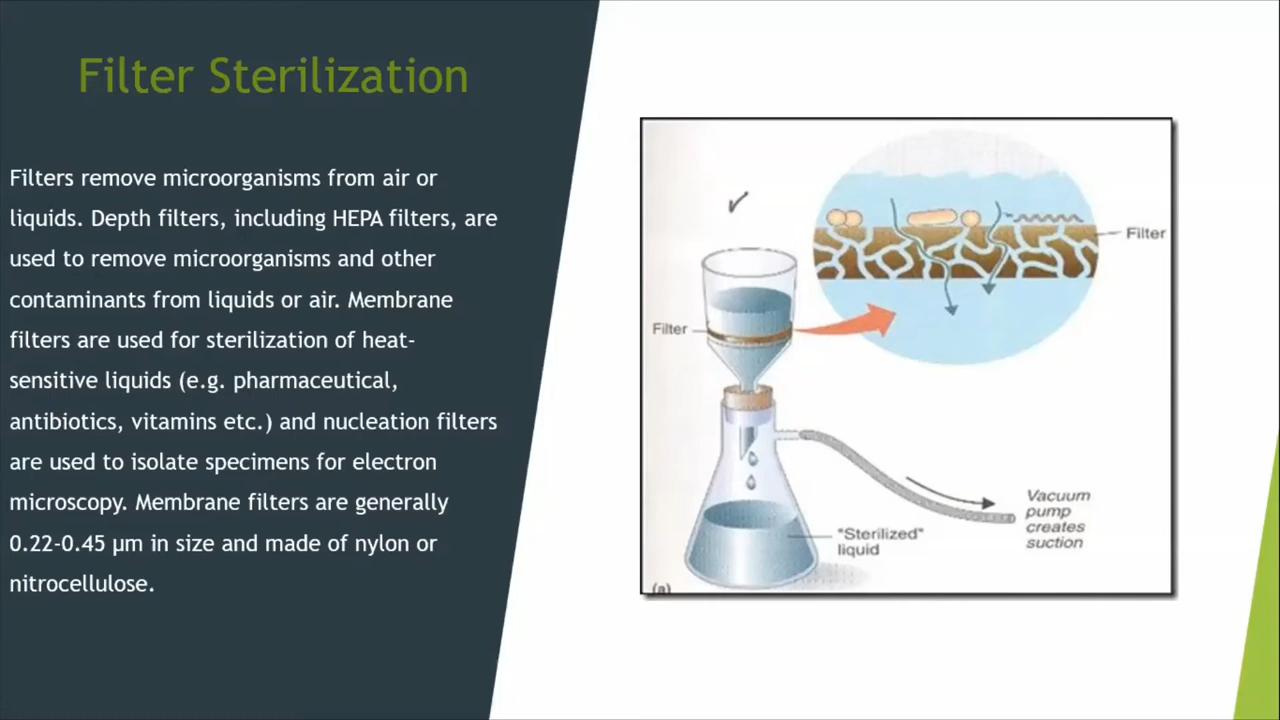 Filter Sterilization
Filters remove microorganisms from air or
liquids. Depth filters, including HEPA filters, are
used to remove microorganisms and other
contaminants from liquids or air. Membrane
filters are used for sterilization of heat-
sensitive liquids (e.g. pharmaceutical,
antibiotics, vitamins etc.) and nucleation filters
are used to isolate specimens for electron
microscopy. Membrane filters are generally
0.22-0.45 µm in size and made of nylon or
nitrocellulose.
Filter
Filter
Vacuum
pump
creates
suction
"Sterilized"
liquid
(a)